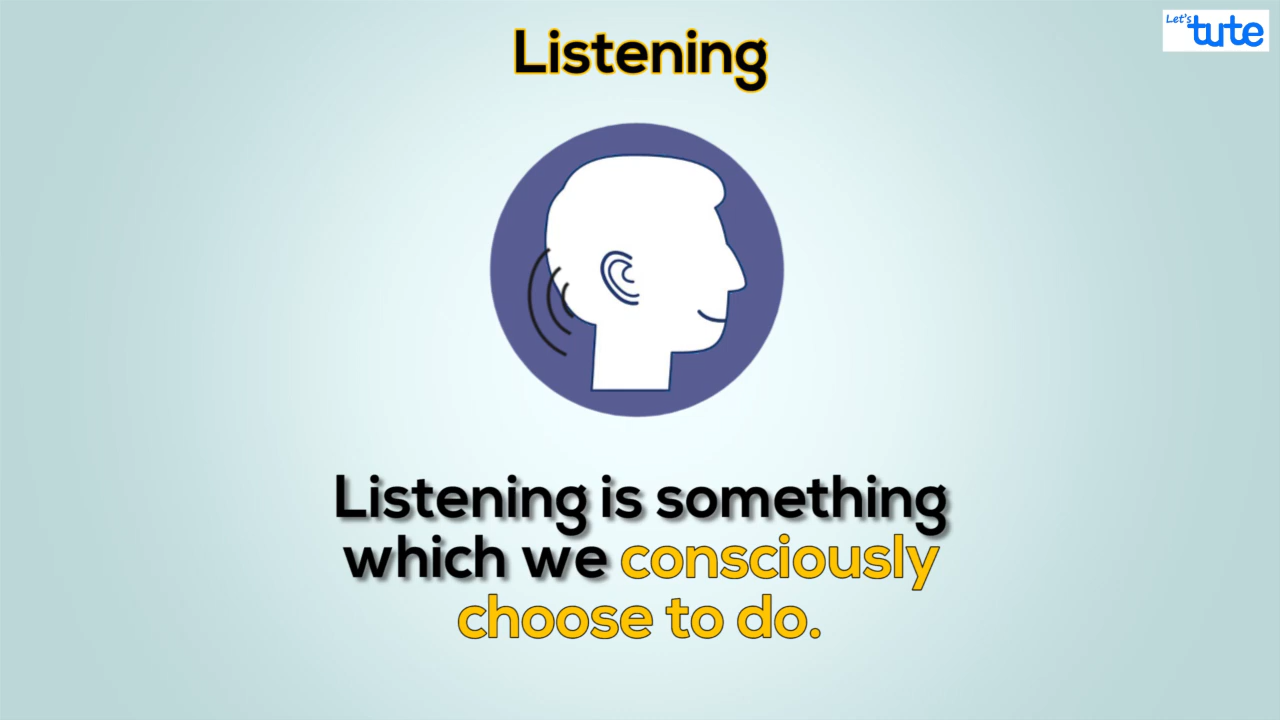 Listening
Let's
tute
Listening is something
which we consciously
choose to do.